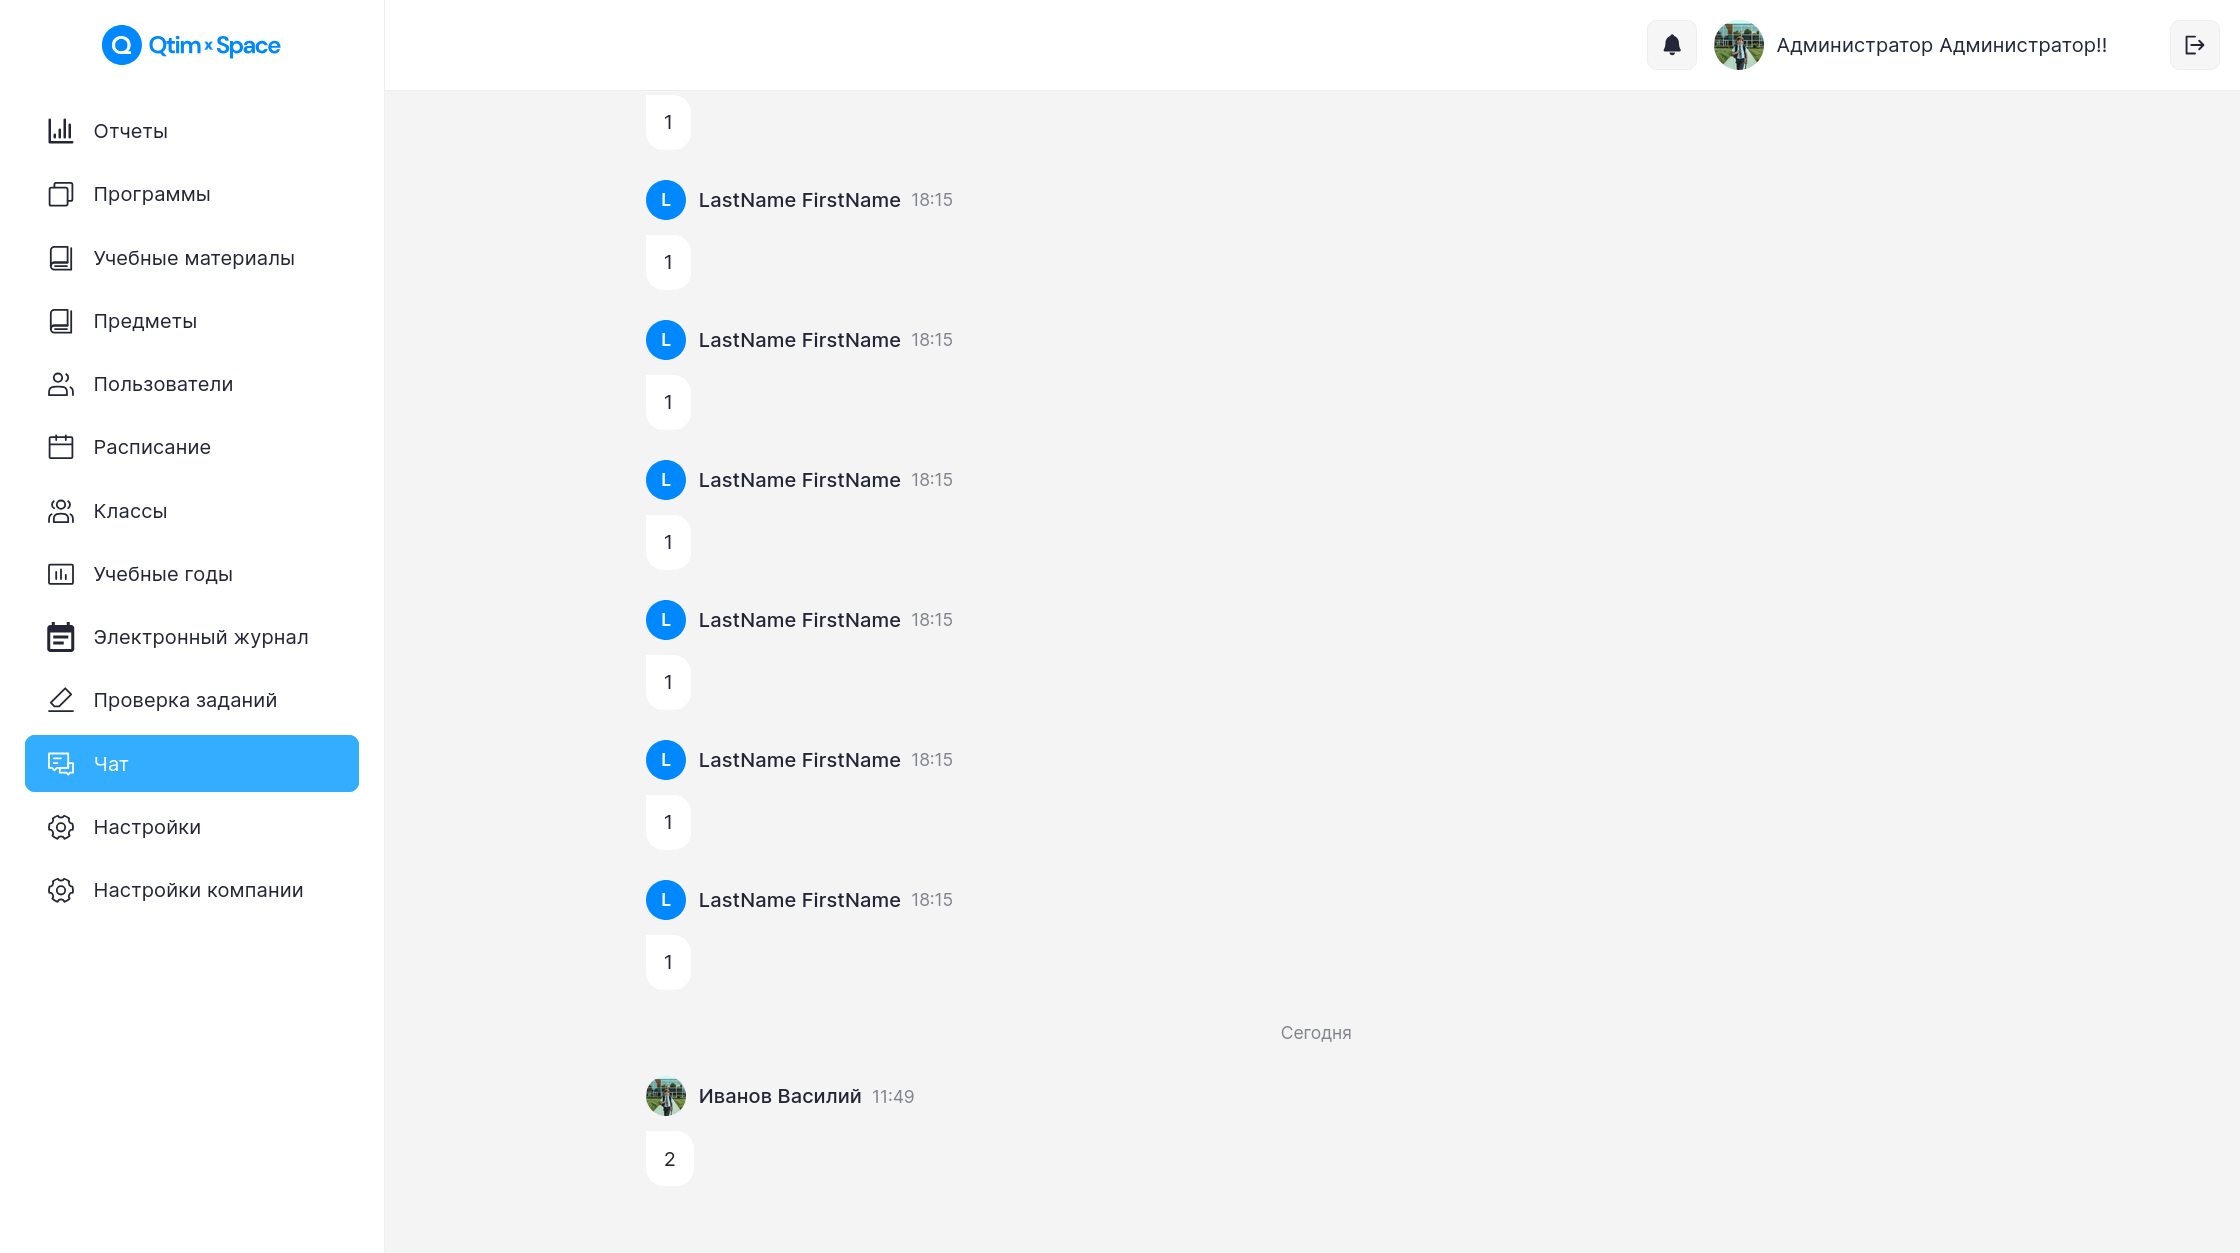 Qtim × Space
Администратор Администратор!!
Отчеты
Программы
Учебные материалы
Предметы
Пользователи
Расписание
Классы
Учебные годы
Электронный журнал
Проверка заданий
Чат
Настройки
Настройки компании
1
L LastName FirstName 18:15
1
L LastName FirstName 18:15
1
L LastName FirstName 18:15
1
L LastName FirstName 18:15
1
L LastName FirstName 18:15
1
L LastName FirstName 18:15
1
Сегодня
Иванов Василий 11:49
2